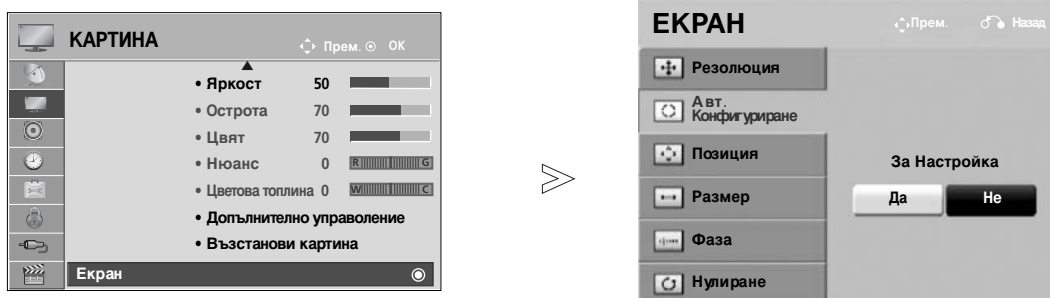 КАРТИНА
Прем. OK
• Яркост 50
• Острота 70
• Цвят 70
• Нюанс 0 R G
• Цветова топлина 0 W C
• Допълнително управоление
• Възстанови картина
Екран
ЕКРАН
Прем. Назад
Резолюция
Авт.
Конфигуриране
Позиция
Размер
Фаза
Нулиране
За Настройка
Да Не